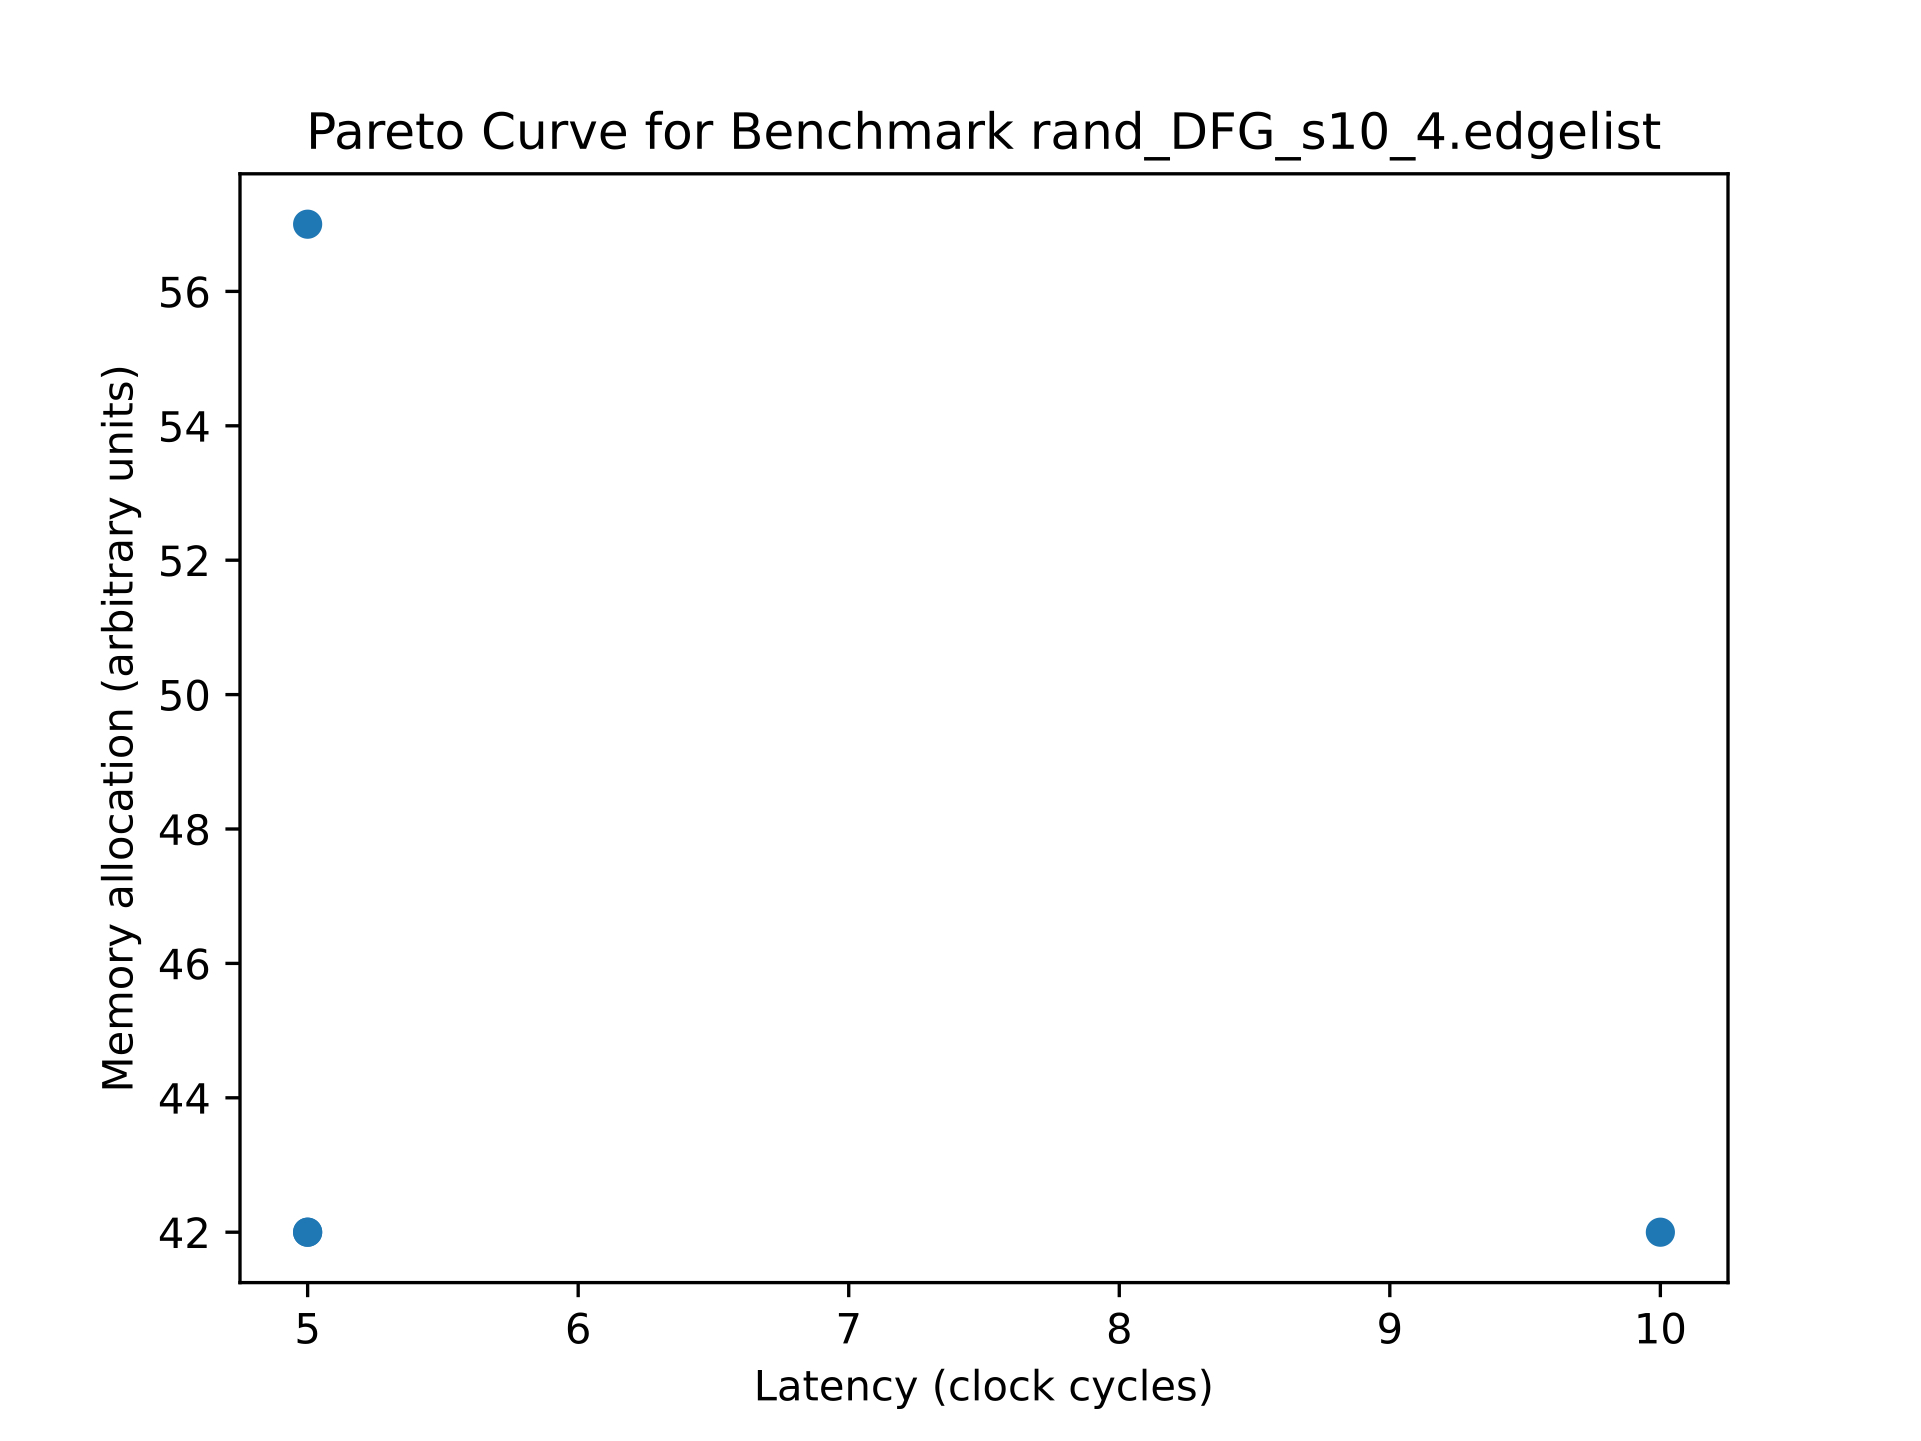 Pareto Curve for Benchmark rand_DFG_s10_4.edgelist
Memory allocation (arbitrary units)
56
54
52
50
48
46
44
42
5 6 7 8 9 10
Latency (clock cycles)